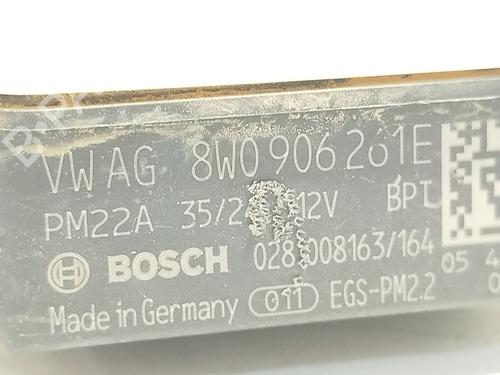 VW AG 8W0 906 261E
PM22A 35/2 12V BPT
BOSCH 028 008163/164
05 4
Made in Germany 011 EGS-PM2.2